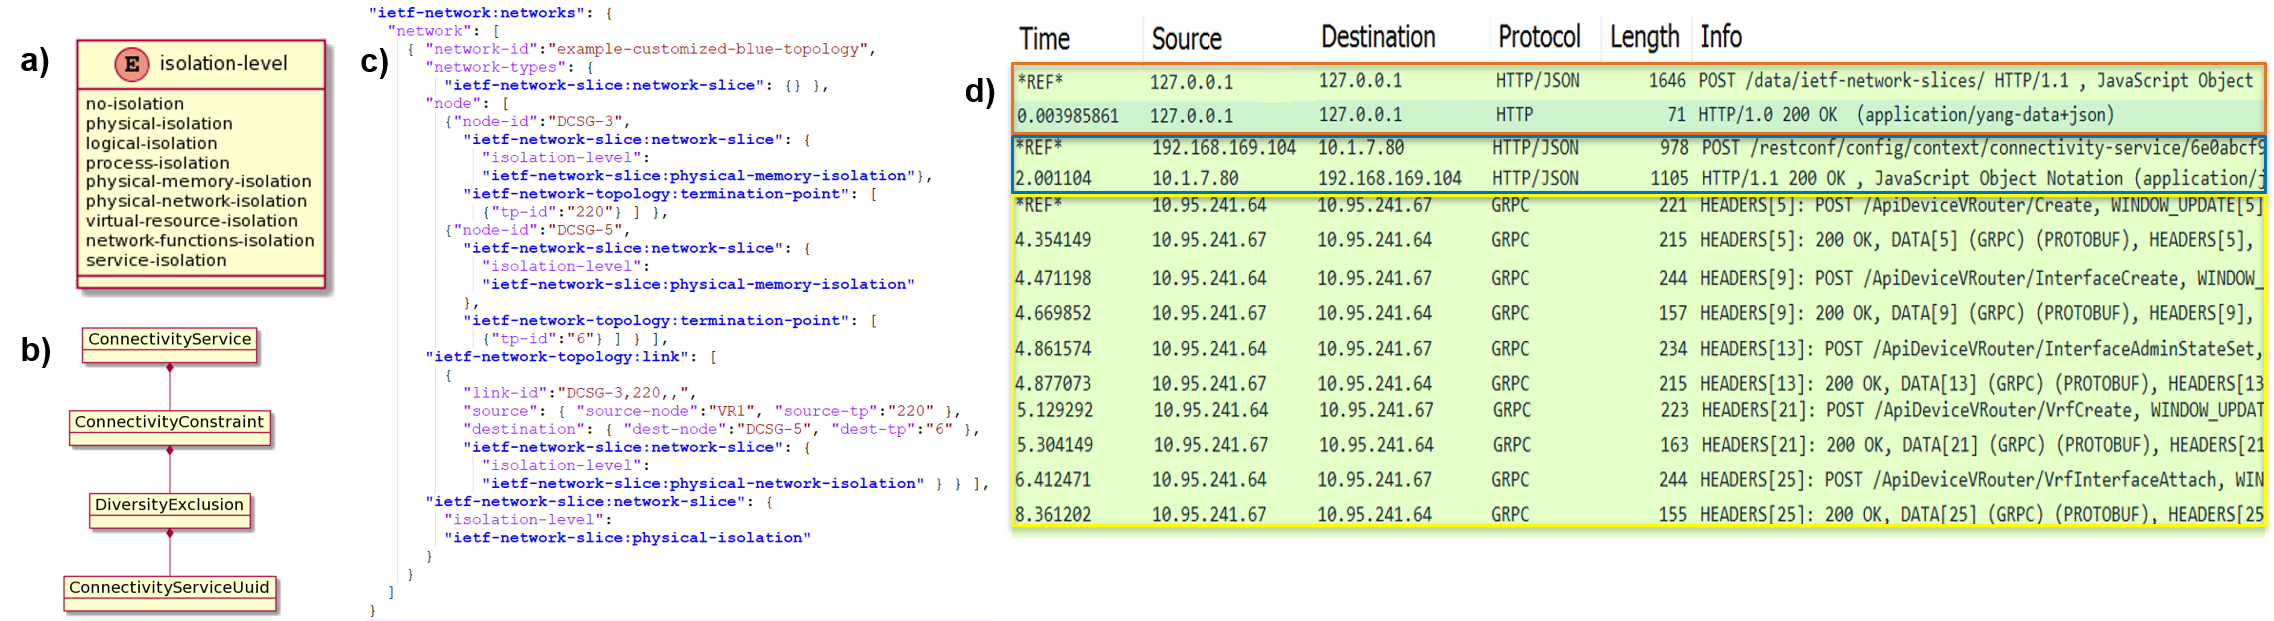 a)
E isolation-level
no-isolation
physical-isolation
logical-isolation
process-isolation
physical-memory-isolation
physical-network-isolation
virtual-resource-isolation
network-functions-isolation
service-isolation
b)
ConnectivityService
ConnectivityConstraint
DiversityExclusion
ConnectivityServiceUuid
c)
"ietf-network:networks": {
"network": [
{ "network-id":"example-customized-blue-topology",
"network-types": {
"ietf-network-slice:network-slice": {} },
"node": [
{"node-id":"DCSG-3",
"ietf-network-slice:network-slice": {
"isolation-level":
"ietf-network-slice:physical-memory-isolation"},
"ietf-network-topology:termination-point": [
{"tp-id":"220"} ] },
{"node-id":"DCSG-5",
"ietf-network-slice:network-slice": {
"isolation-level":
"ietf-network-slice:physical-memory-isolation"
},
"ietf-network-topology:termination-point": [
{"tp-id":"6"} ] } ],
"ietf-network-topology:link": [
{
"link-id":"DCSG-3,220,,",
"source": { "source-node":"VR1", "source-tp":"220" },
"destination": { "dest-node":"DCSG-5", "dest-tp":"6" },
"ietf-network-slice:network-slice": {
"isolation-level":
"ietf-network-slice:physical-network-isolation" } } ],
"ietf-network-slice:network-slice": {
"isolation-level":
"ietf-network-slice:physical-isolation"
}
}
]
}
d)
Time Source Destination Protocol Length Info
*REF* 127.0.0.1 127.0.0.1 HTTP/JSON 1646 POST /data/ietf-network-slices/ HTTP/1.1 , JavaScript Object
0.003985861 127.0.0.1 127.0.0.1 HTTP 71 HTTP/1.0 200 OK (application/yang-data+json)
*REF* 192.168.169.104 10.1.7.80 HTTP/JSON 978 POST /restconf/config/context/connectivity-service/6e0abcf9
2.001104 10.1.7.80 192.168.169.104 HTTP/JSON 1105 HTTP/1.1 200 OK , JavaScript Object Notation (application/j
*REF* 10.95.241.64 10.95.241.67 GRPC 221 HEADERS[5]: POST /ApiDeviceVRouter/Create, WINDOW_UPDATE[5]
4.354149 10.95.241.67 10.95.241.64 GRPC 215 HEADERS[5]: 200 OK, DATA[5] (GRPC) (PROTOBUF), HEADERS[5],
4.471198 10.95.241.64 10.95.241.67 GRPC 244 HEADERS[9]: POST /ApiDeviceVRouter/InterfaceCreate, WINDOW_
4.669852 10.95.241.67 10.95.241.64 GRPC 157 HEADERS[9]: 200 OK, DATA[9] (GRPC) (PROTOBUF), HEADERS[9],
4.861574 10.95.241.64 10.95.241.67 GRPC 234 HEADERS[13]: POST /ApiDeviceVRouter/InterfaceAdminStateSet,
4.877073 10.95.241.67 10.95.241.64 GRPC 215 HEADERS[13]: 200 OK, DATA[13] (GRPC) (PROTOBUF), HEADERS[13
5.129292 10.95.241.64 10.95.241.67 GRPC 223 HEADERS[21]: POST /ApiDeviceVRouter/VrfCreate, WINDOW_UPDAT
5.304149 10.95.241.67 10.95.241.64 GRPC 163 HEADERS[21]: 200 OK, DATA[21] (GRPC) (PROTOBUF), HEADERS[21
6.412471 10.95.241.64 10.95.241.67 GRPC 244 HEADERS[25]: POST /ApiDeviceVRouter/VrfInterfaceAttach, WIN
8.361202 10.95.241.67 10.95.241.64 GRPC 155 HEADERS[25]: 200 OK, DATA[25] (GRPC) (PROTOBUF), HEADERS[25